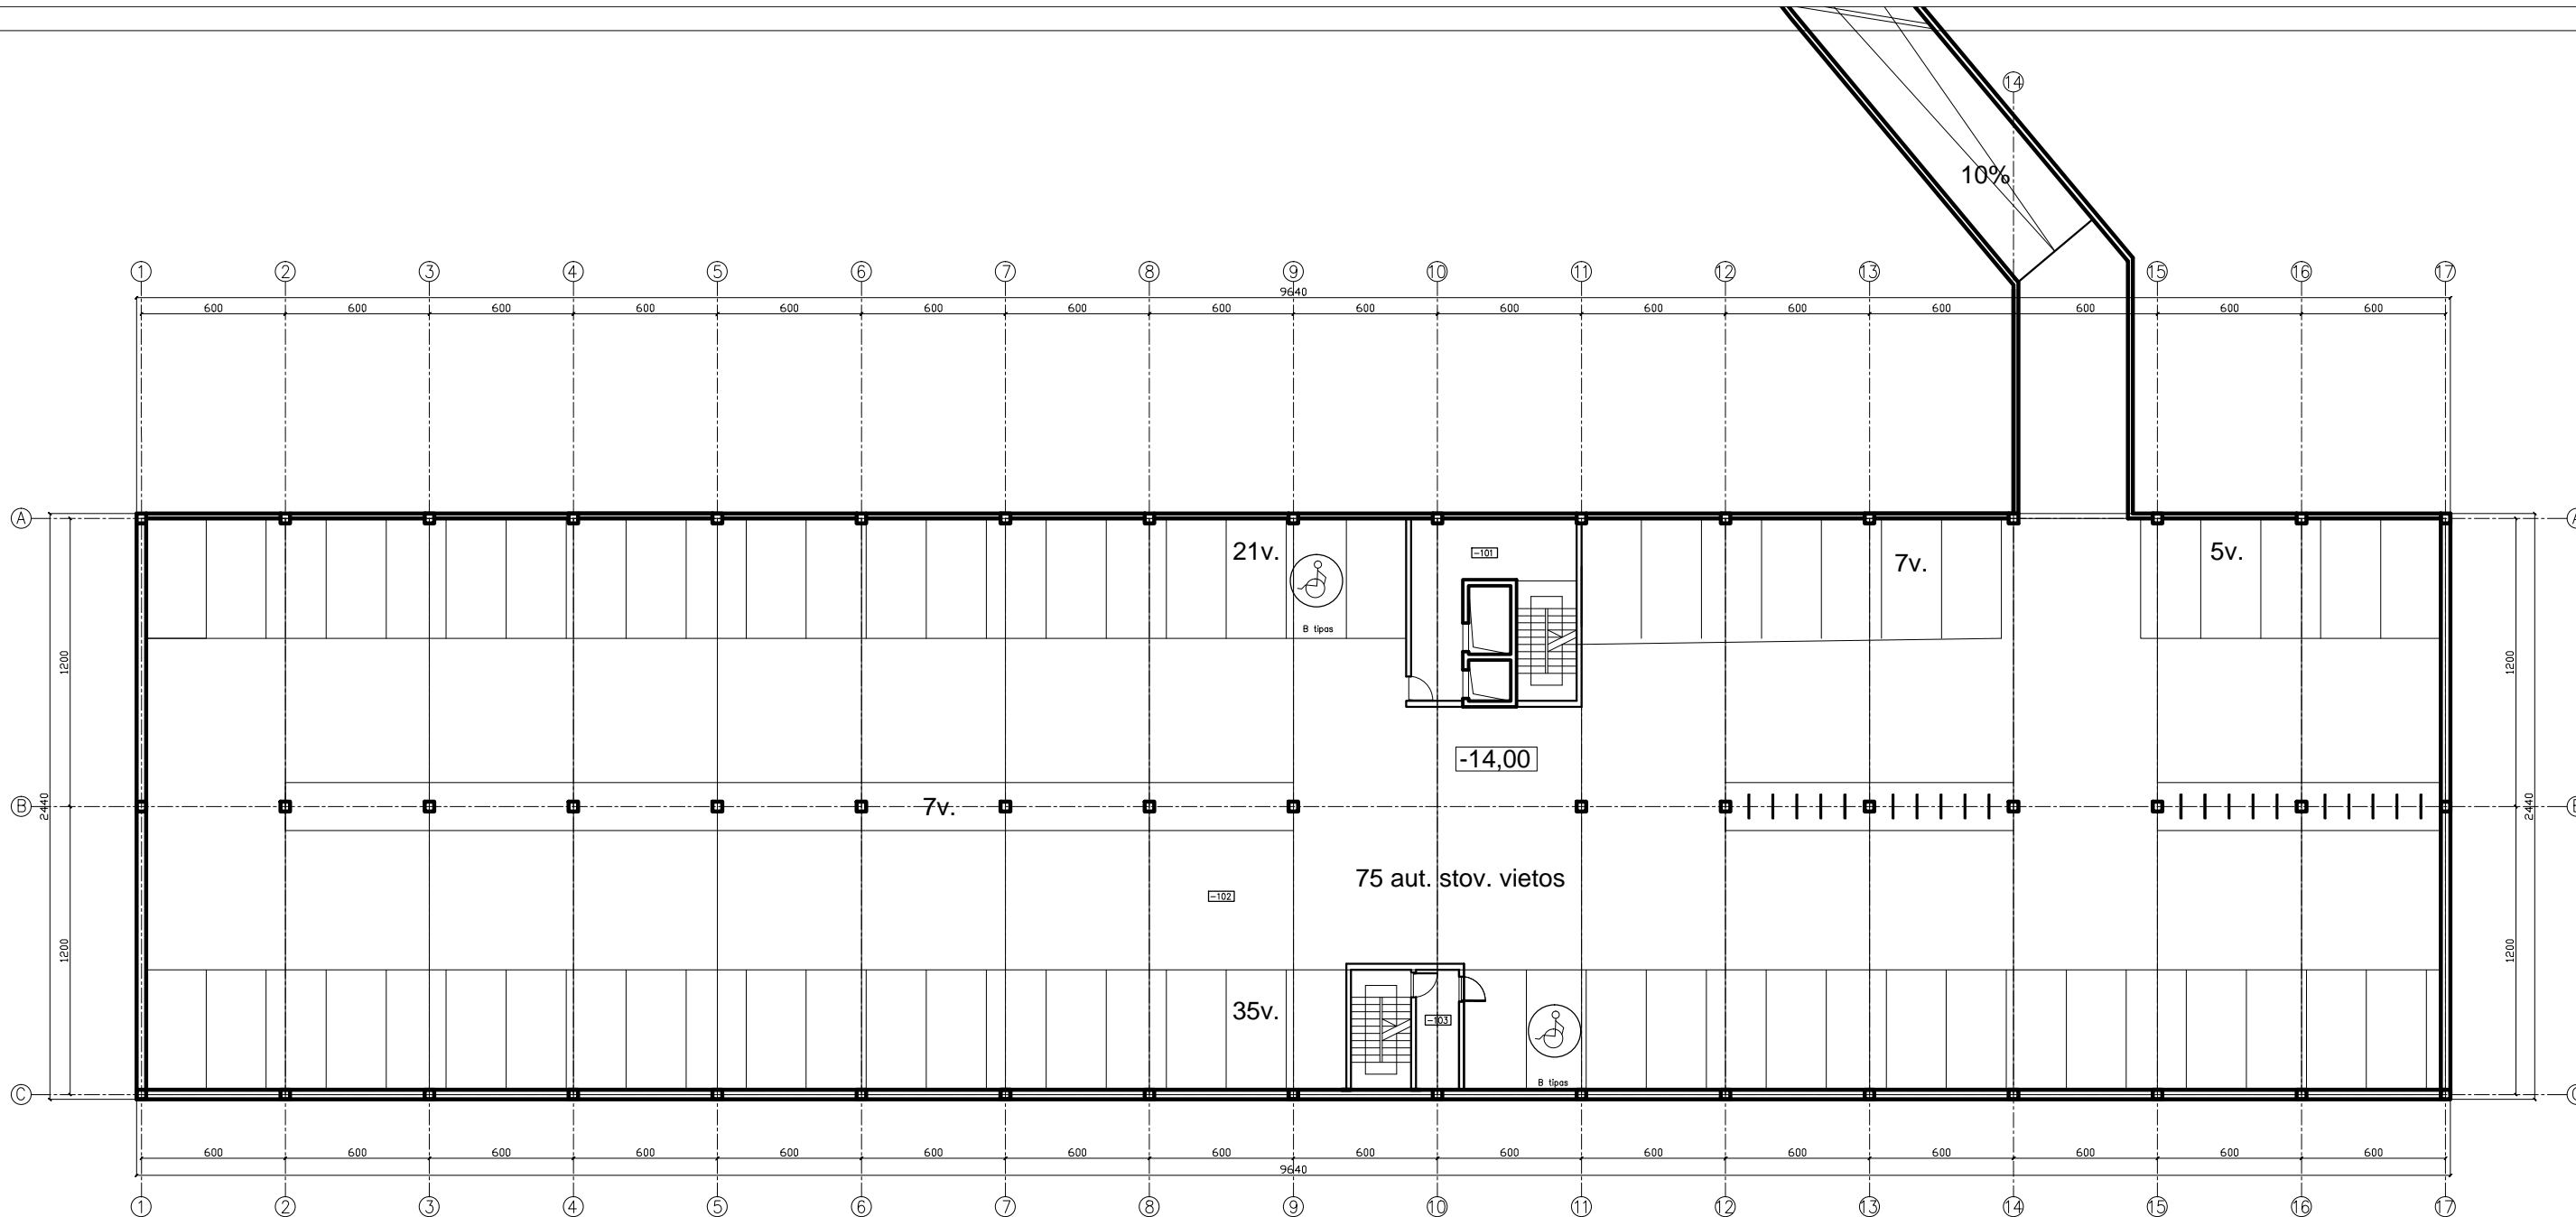 14
10%
1 2 3 4 5 6 7 8 9 10 11 12 13 15 16 17
9640
600 600 600 600 600 600 600 600 600 600 600 600 600 600 600 600
A A
21v. -101 7v. 5v.
B tipas
1200 1200
-14,00
B 2440 7v. 2440 B
75 aut. stov. vietos
-102
1200 1200
35v. -103
B tipas
C C
600 600 600 600 600 600 600 600 600 600 600 600 600 600 600 600
9640
1 2 3 4 5 6 7 8 9 10 11 12 13 14 15 16 17